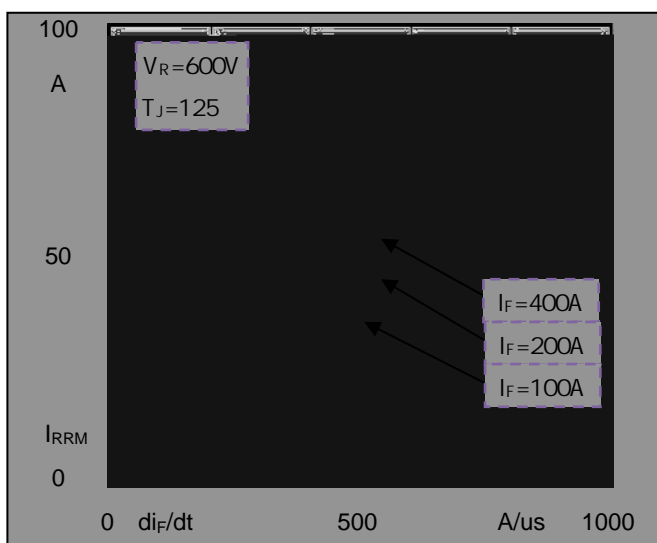 100
A
VR=600V
TJ=125
50
IF=400A
IF=200A
IF=100A
IRRM
0
0 diF/dt 500 A/us 1000